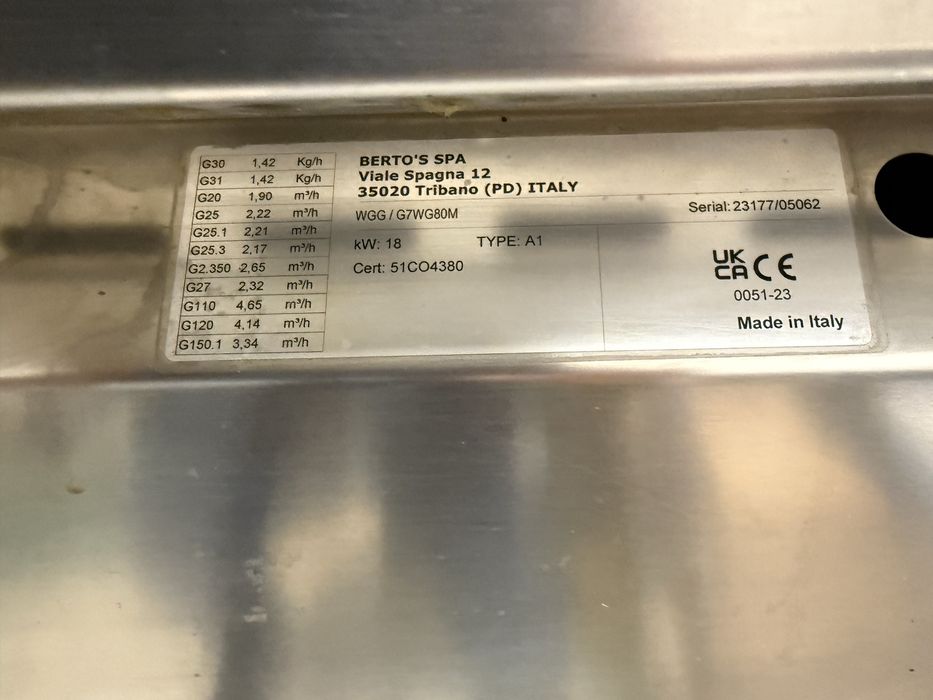 G30 1,42 Kg/h
G31 1,42 Kg/h
G20 1,90 m³/h
G25 2,22 m³/h
G25.1 2,21 m³/h
G25.3 2,17 m³/h
G2.350 2,65 m³/h
G27 2,32 m³/h
G110 4,65 m³/h
G120 4,14 m³/h
G150.1 3,34 m³/h
BERTO'S SPA
Viale Spagna 12
35020 Tribano (PD) ITALY
WGG / G7WG80M
Serial: 23177/05062
kW: 18 TYPE: A1
Cert: 51CO4380
UK
CA CE
0051-23
Made in Italy